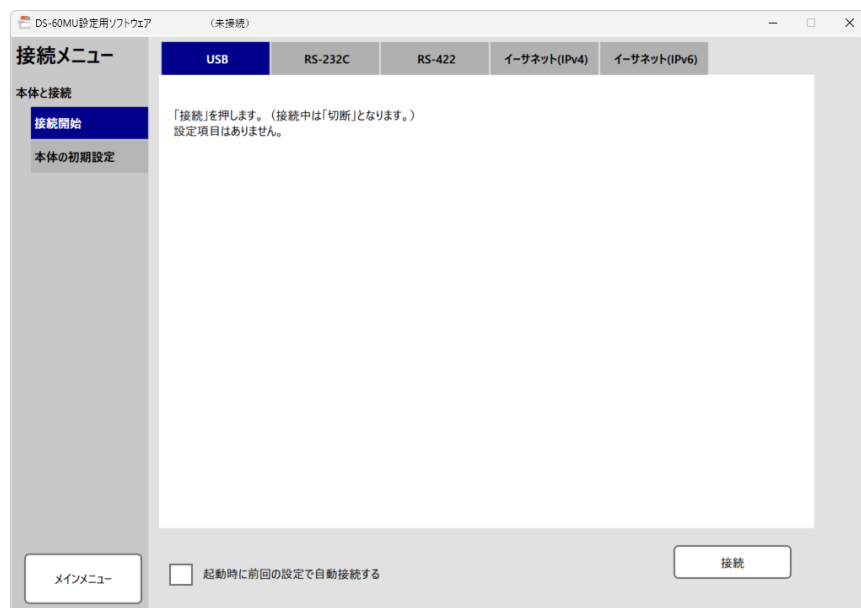 DS-60MU設定用ソフトウェア （未接続）
接続メニュー
USB RS-232C RS-422 イーサネット(IPv4) イーサネット(IPv6)
本体と接続
接続開始
本体の初期設定
「接続」を押します。（接続中は「切断」となります。）
設定項目はありません。
メインメニュー
起動時に前回の設定で自動接続する
接続